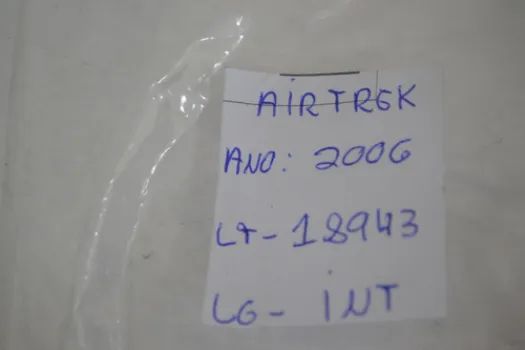 AIRTREK
ANO: 2006
LT-18943
LG- INT